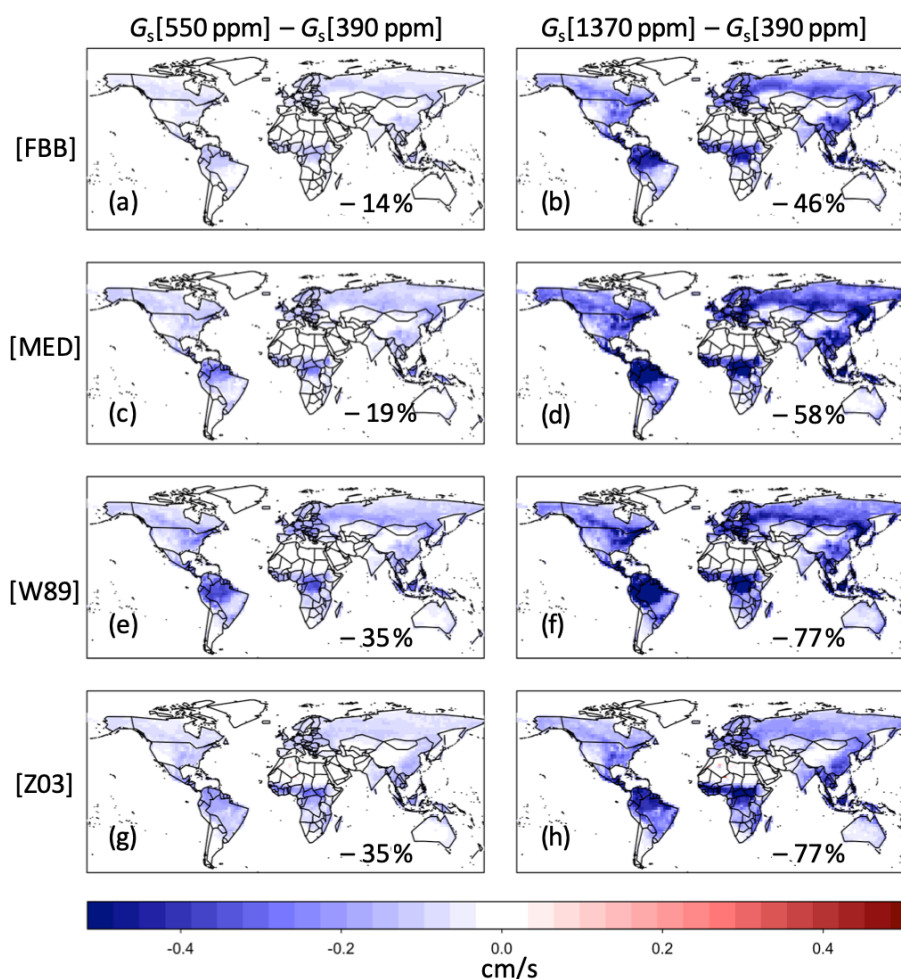 Gs[550 ppm] – Gs[390 ppm] Gs[1370 ppm] – Gs[390 ppm]
[FBB]
(a) – 14%
(b) – 46%
[MED]
(c) – 19%
(d) – 58%
[W89]
(e) – 35%
(f) – 77%
[Z03]
(g) – 35%
(h) – 77%
-0.4 -0.2 0.0 0.2 0.4
cm/s